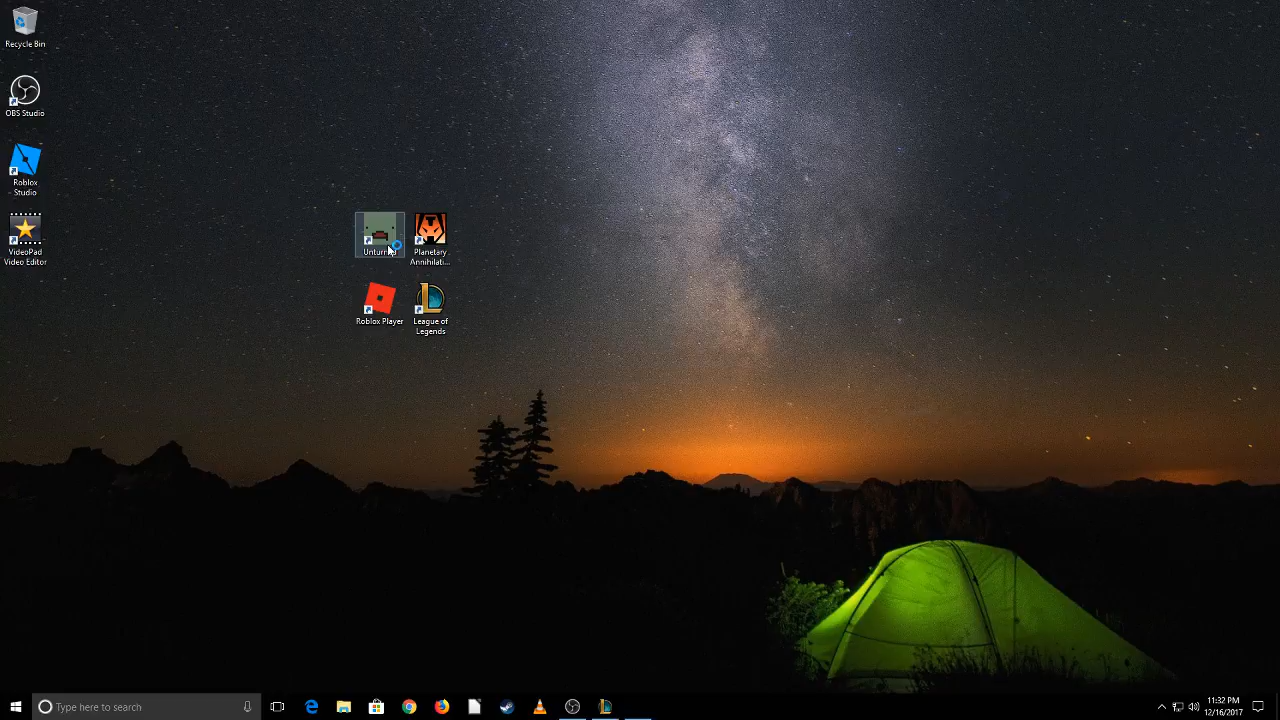 Recycle Bin
OBS Studio
Roblox
- Studio
VideoPad
Video Editor
Planetary
Annihilati...
Roblox Player
League of
Legends
Type here to search
11:32 PM
12/16/2017